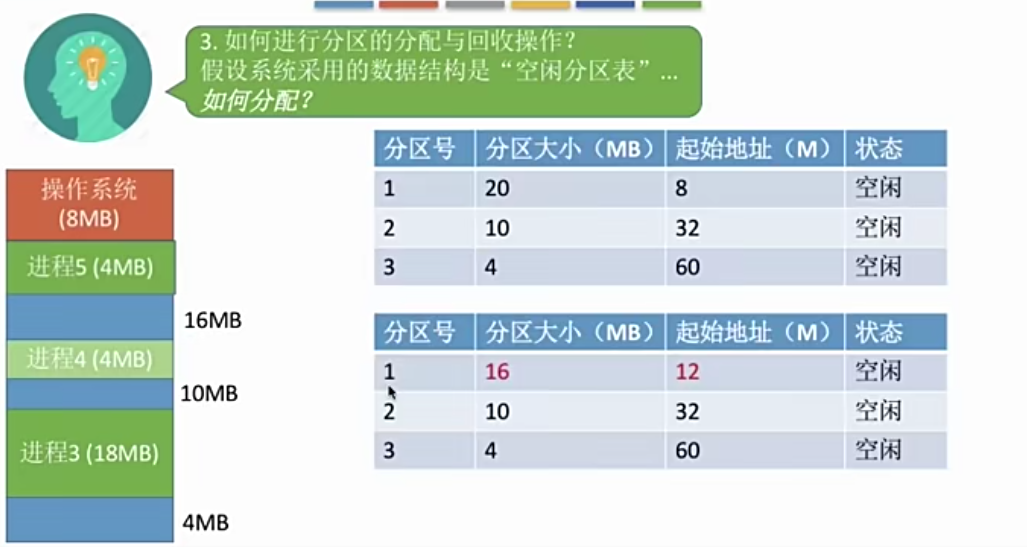 3. 如何进行分区的分配与回收操作？
假设系统采用的数据结构是“空闲分区表”...
如何分配？
操作系统
(8MB)
进程5 (4MB)
16MB
进程4 (4MB)
10MB
进程3 (18MB)
4MB
分区号 分区大小（MB） 起始地址（M） 状态
1 20 8 空闲
2 10 32 空闲
3 4 60 空闲
分区号 分区大小（MB） 起始地址（M） 状态
1 16 12 空闲
2 10 32 空闲
3 4 60 空闲